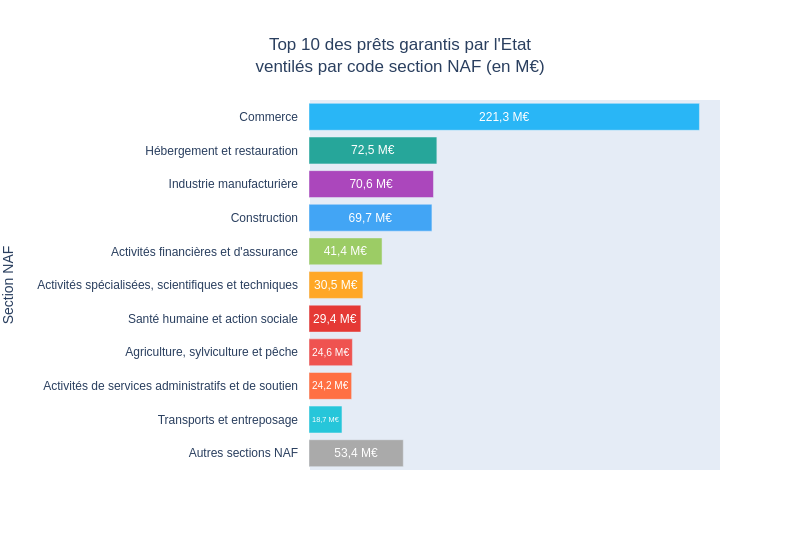 Top 10 des prêts garantis par l'Etat
ventilés par code section NAF (en M€)
Section NAF
Commerce 221,3 M€
Hébergement et restauration 72,5 M€
Industrie manufacturière 70,6 M€
Construction 69,7 M€
Activités financières et d'assurance 41,4 M€
Activités spécialisées, scientifiques et techniques 30,5 M€
Santé humaine et action sociale 29,4 M€
Agriculture, sylviculture et pêche 24,6 M€
Activités de services administratifs et de soutien 24,2 M€
Transports et entreposage 18,7 M€
Autres sections NAF 53,4 M€